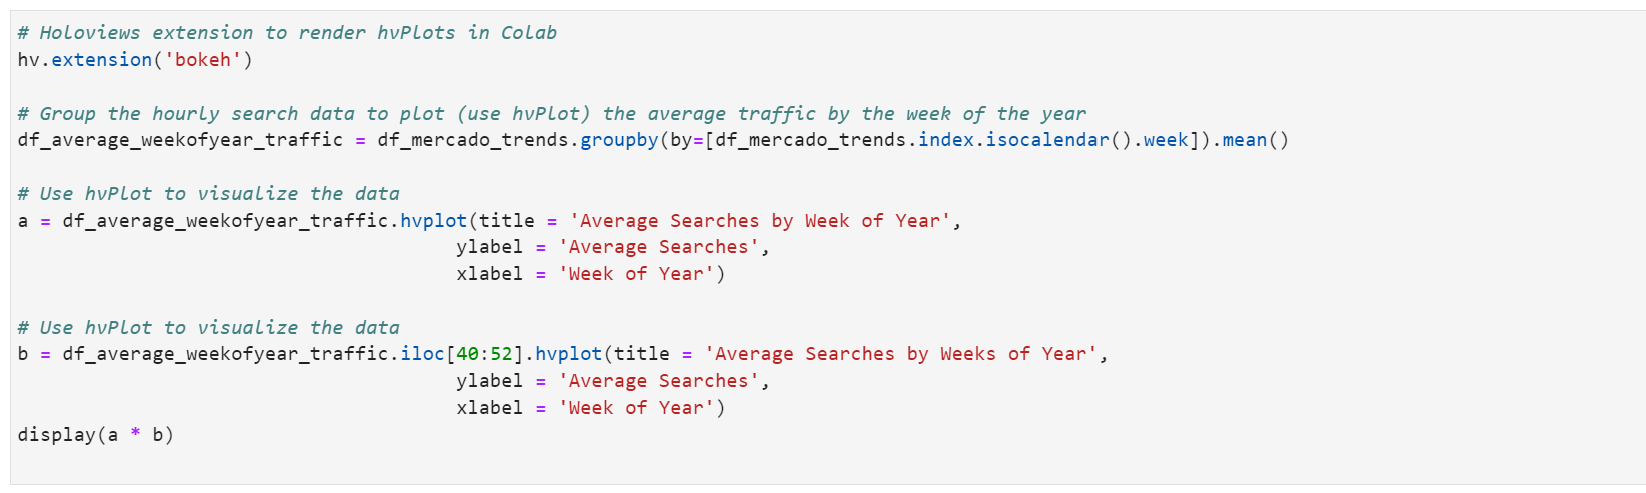 # Holoviews extension to render hvPlots in Colab
hv.extension('bokeh')
# Group the hourly search data to plot (use hvPlot) the average traffic by the week of the year
df_average_weekofyear_traffic = df_mercado_trends.groupby(by=[df_mercado_trends.index.isocalendar().week]).mean()
# Use hvPlot to visualize the data
a = df_average_weekofyear_traffic.hvplot(title = 'Average Searches by Week of Year',
ylabel = 'Average Searches',
xlabel = 'Week of Year')
# Use hvPlot to visualize the data
b = df_average_weekofyear_traffic.iloc[40:52].hvplot(title = 'Average Searches by Weeks of Year',
ylabel = 'Average Searches',
xlabel = 'Week of Year')
display(a * b)